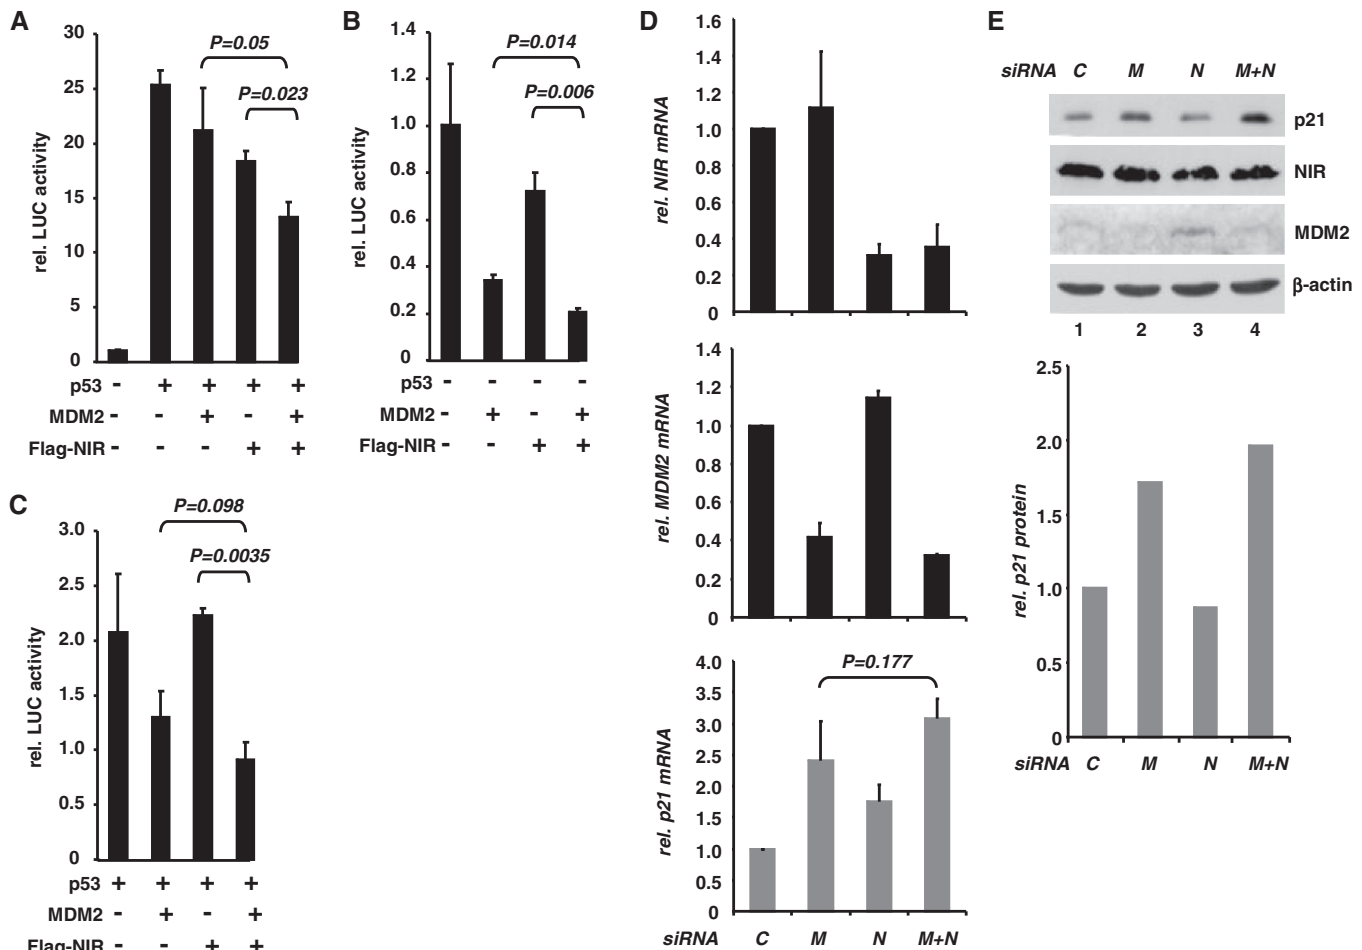 A
30
25
20
15
10
5
0
rel. LUC activity
P=0.05
P=0.023
p53 - + + + +
MDM2 - - + - +
Flag-NIR - - - + +
B
1.4
1.2
1.0
0.8
0.6
0.4
0.2
0
rel. LUC activity
P=0.014
P=0.006
p53 - - - -
MDM2 - + - +
Flag-NIR - - + +
C
3.0
2.5
2.0
1.5
1.0
0.5
0
rel. LUC activity
P=0.098
P=0.0035
p53 + + + +
MDM2 - + - +
Flag-NIR - - + +
D
1.6
1.4
1.2
1.0
0.8
0.6
0.4
0.2
0
rel. NIR mRNA
1.4
1.2
1.0
0.8
0.6
0.4
0.2
0
rel. MDM2 mRNA
4.0
3.5
3.0
2.5
2.0
1.5
1.0
0.5
0
rel. p21 mRNA
P=0.177
siRNA C M N M+N
E
siRNA C M N M+N
p21
NIR
MDM2
β-actin
1 2 3 4
2.5
2.0
1.5
1.0
0.5
0
rel. p21 protein
siRNA C M N M+N